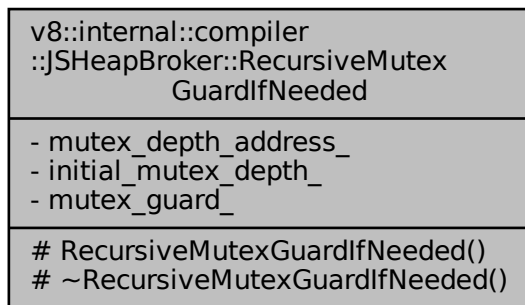 v8::internal::compiler
::JSHeapBroker::RecursiveMutex
GuardIfNeeded
- mutex_depth_address_
- initial_mutex_depth_
- mutex_guard_
# RecursiveMutexGuardIfNeeded()
# ~RecursiveMutexGuardIfNeeded()